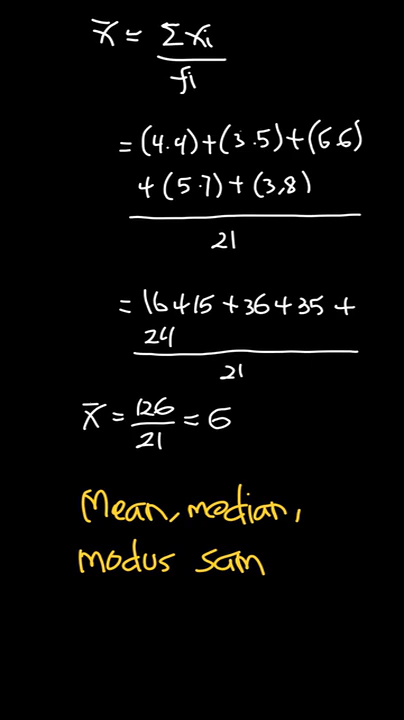 x̄ = Σxi
fi
= (4.4)+(3.5)+(6.6)
+(5.7)+(3,8)
21
= 16+15+36+35+
24
21
x̄ = 126 = 6
21
Mean, median,
modus sam